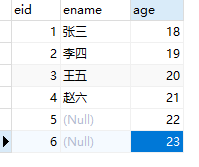 eid ename age
1 张三 18
2 李四 19
3 王五 20
4 赵六 21
5 (Null) 22
6 (Null) 23